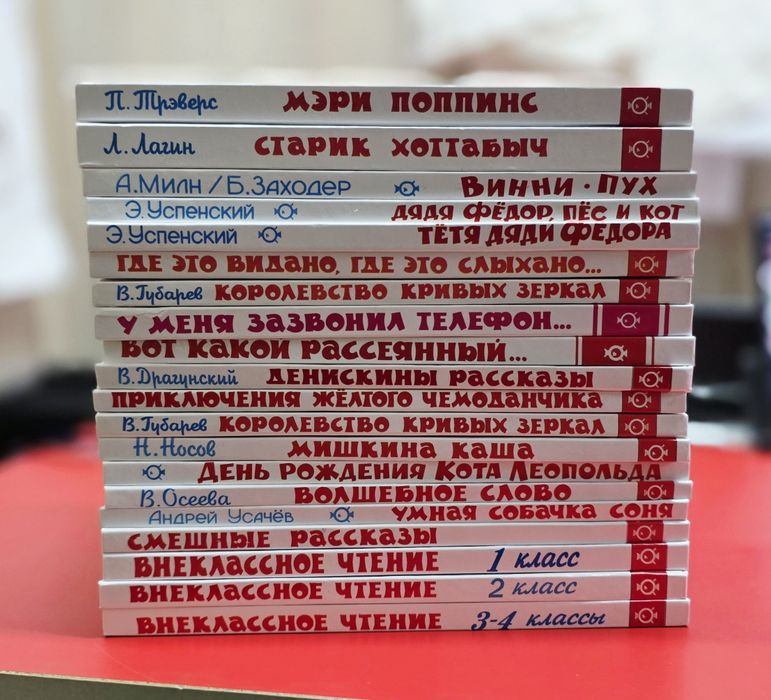 П. Трэверс МЭРИ ПОППИНС
Л. Лагин СТАРИК ХОТТАБЫЧ
А. Милн / Б. Заходер ВИННИ · ПУХ
Э. Успенский ДЯДЯ ФЁДОР, ПЁС И КОТ
Э. Успенский ТЁТЯ ДЯДИ ФЁДОРА
ГДЕ ЭТО ВИДАНО, ГДЕ ЭТО СЛЫХАНО...
В. Губарев КОРОЛЕВСТВО КРИВЫХ ЗЕРКАЛ
У МЕНЯ ЗАЗВОНИЛ ТЕЛЕФОН...
ВОТ КАКОЙ РАССЕЯННЫЙ...
В. Драгунский ДЕНИСКИНЫ РАССКАЗЫ
ПРИКЛЮЧЕНИЯ ЖЁЛТОГО ЧЕМОДАНЧИКА
В. Губарев КОРОЛЕВСТВО КРИВЫХ ЗЕРКАЛ
Н. Носов МИШКИНА КАША
ДЕНЬ РОЖДЕНИЯ КОТА ЛЕОПОЛЬДА
В. Осеева ВОЛШЕБНОЕ СЛОВО
Андрей Усачёв УМНАЯ СОБАЧКА СОНЯ
СМЕШНЫЕ РАССКАЗЫ
ВНЕКЛАССНОЕ ЧТЕНИЕ 1 класс
ВНЕКЛАССНОЕ ЧТЕНИЕ 2 класс
ВНЕКЛАССНОЕ ЧТЕНИЕ 3-4 классы